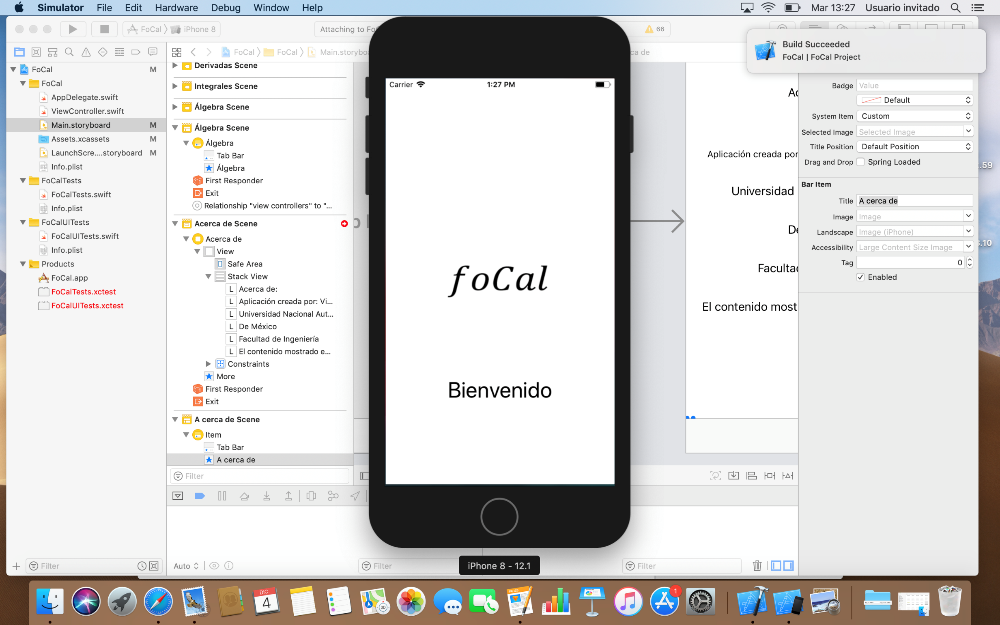 Simulator File Edit Hardware Debug Window Help Mar 13:27 Usuario invitado
FoCal iPhone 8
Attaching to Fo
66
Build Succeeded
FoCal | FoCal Project
FoCal FoCal Main.storyboa
ca de
FoCal M
FoCal
AppDelegate.swift
ViewController.swift
Main.storyboard M
Assets.xcassets M
LaunchScre....storyboard M
Info.plist
FoCalTests
FoCalTests.swift
Info.plist
FoCalUITests
FoCalUITests.swift
Info.plist
Products
FoCal.app
FoCalTests.xctest
FoCalUITests.xctest
Filter
Derivadas Scene
Integrales Scene
Álgebra Scene
Álgebra Scene
Álgebra
Tab Bar
Álgebra
First Responder
Exit
Relationship "view controllers" to "...
Acerca de Scene
Acerca de
View
Safe Area
Stack View
L Acerca de:
L Aplicación creada por: Vi...
L Universidad Nacional Aut...
L De México
L Facultad de Ingeniería
L El contenido mostrado e...
Constraints
More
First Responder
Exit
A cerca de Scene
Item
Tab Bar
A cerca de
Filter
Auto
Filter
Filter
Carrier 1:27 PM
foCal
Bienvenido
iPhone 8 - 12.1
Ac
Aplicación creada por
Universidad
De
Facultad
El contenido most
Badge Value
Default
System Item Custom
Selected Image Selected Image
Title Position Default Position
Drag and Drop Spring Loaded
Bar Item
Title A cerca de
Image Image
Landscape Image (iPhone)
Accessibility Large Content Size Image
Tag 0
Enabled
.59
3.10
DIC.
4
PAGES
3D
1